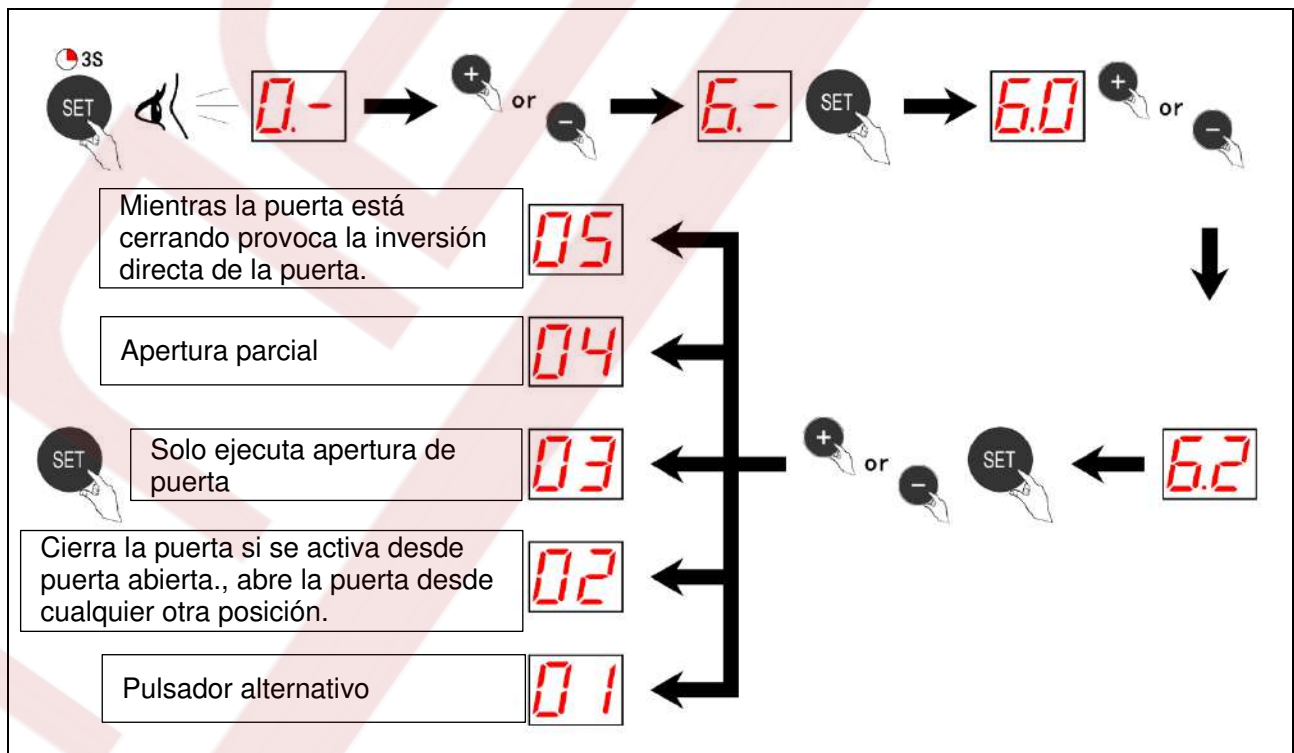 3S
SET
0.-
+
or
-
6.-
SET
6.0
+
or
-
Mientras la puerta está
cerrando provoca la inversión
directa de la puerta.
05
Apertura parcial
04
SET
Solo ejecuta apertura de
puerta
03
+
or
-
SET
6.2
Cierra la puerta si se activa desde
puerta abierta., abre la puerta desde
cualquier otra posición.
02
Pulsador alternativo
01